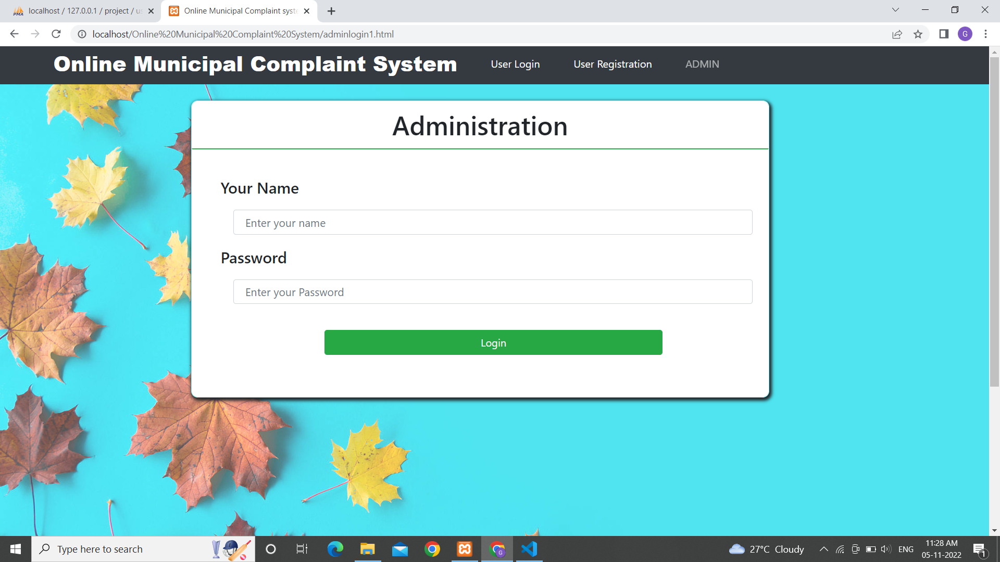 localhost / 127.0.0.1 / project / us
Online Municipal Complaint syste
localhost/Online%20Municipal%20Complaint%20System/adminlogin1.html
G
Online Municipal Complaint System
User Login
User Registration
ADMIN
Administration
Your Name
Enter your name
Password
Enter your Password
Login
Type here to search
27°C Cloudy
ENG
11:28 AM
05-11-2022
1
PMA
G